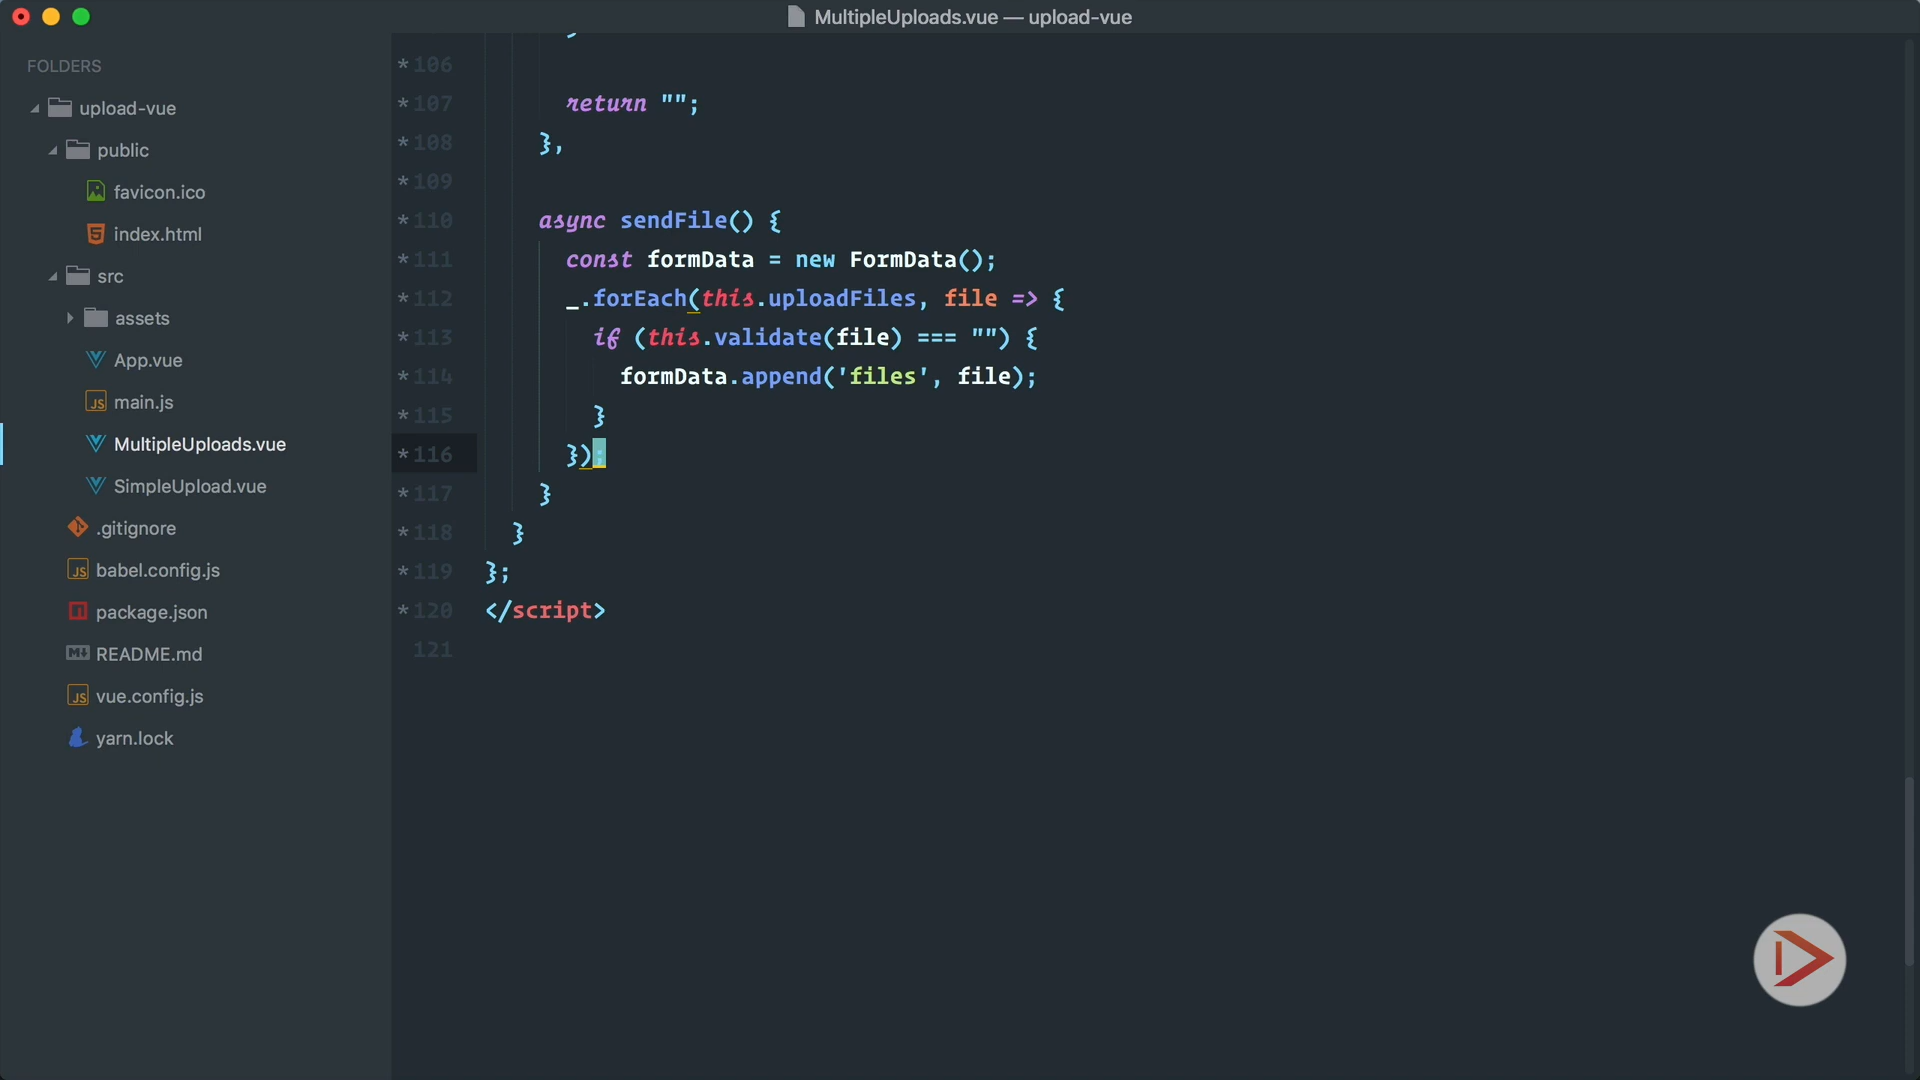 MultipleUploads.vue — upload-vue
FOLDERS
upload-vue
public
favicon.ico
index.html
src
assets
App.vue
main.js
MultipleUploads.vue
SimpleUpload.vue
.gitignore
babel.config.js
package.json
README.md
vue.config.js
yarn.lock
*106
*107 return "";
*108 },
*109
*110 async sendFile() {
*111 const formData = new FormData();
*112 _.forEach(this.uploadFiles, file => {
*113 if (this.validate(file) === "") {
*114 formData.append('files', file);
*115 }
*116 });
*117 }
*118 }
*119 };
*120 </script>
121